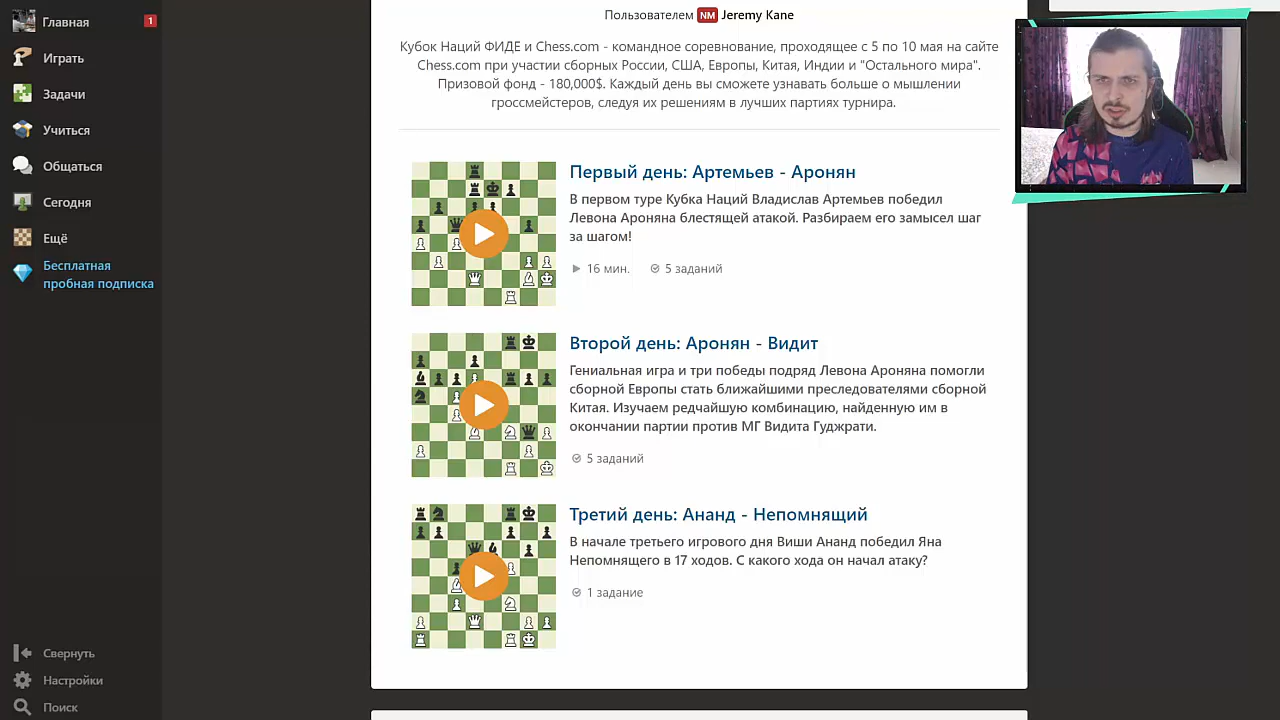 Главная
1
Играть
Задачи
Учиться
Общаться
Сегодня
Ещё
Бесплатная
пробная подписка
Свернуть
Настройки
Поиск
Пользователем NM Jeremy Kane
Кубок Наций ФИДЕ и Chess.com - командное соревнование, проходящее с 5 по 10 мая на сайте
Chess.com при участии сборных России, США, Европы, Китая, Индии и "Остального мира".
Призовой фонд - 180,000$. Каждый день вы сможете узнавать больше о мышлении
гроссмейстеров, следуя их решениям в лучших партиях турнира.
Первый день: Артемьев - Аронян
В первом туре Кубка Наций Владислав Артемьев победил
Левона Ароняна блестящей атакой. Разбираем его замысел шаг
за шагом!
16 мин. 5 заданий
Второй день: Аронян - Видит
Гениальная игра и три победы подряд Левона Ароняна помогли
сборной Европы стать ближайшими преследователями сборной
Китая. Изучаем редчайшую комбинацию, найденную им в
окончании партии против МГ Видита Гуджрати.
5 заданий
Третий день: Ананд - Непомнящий
В начале третьего игрового дня Виши Ананд победил Яна
Непомнящего в 17 ходов. С какого хода он начал атаку?
1 задание